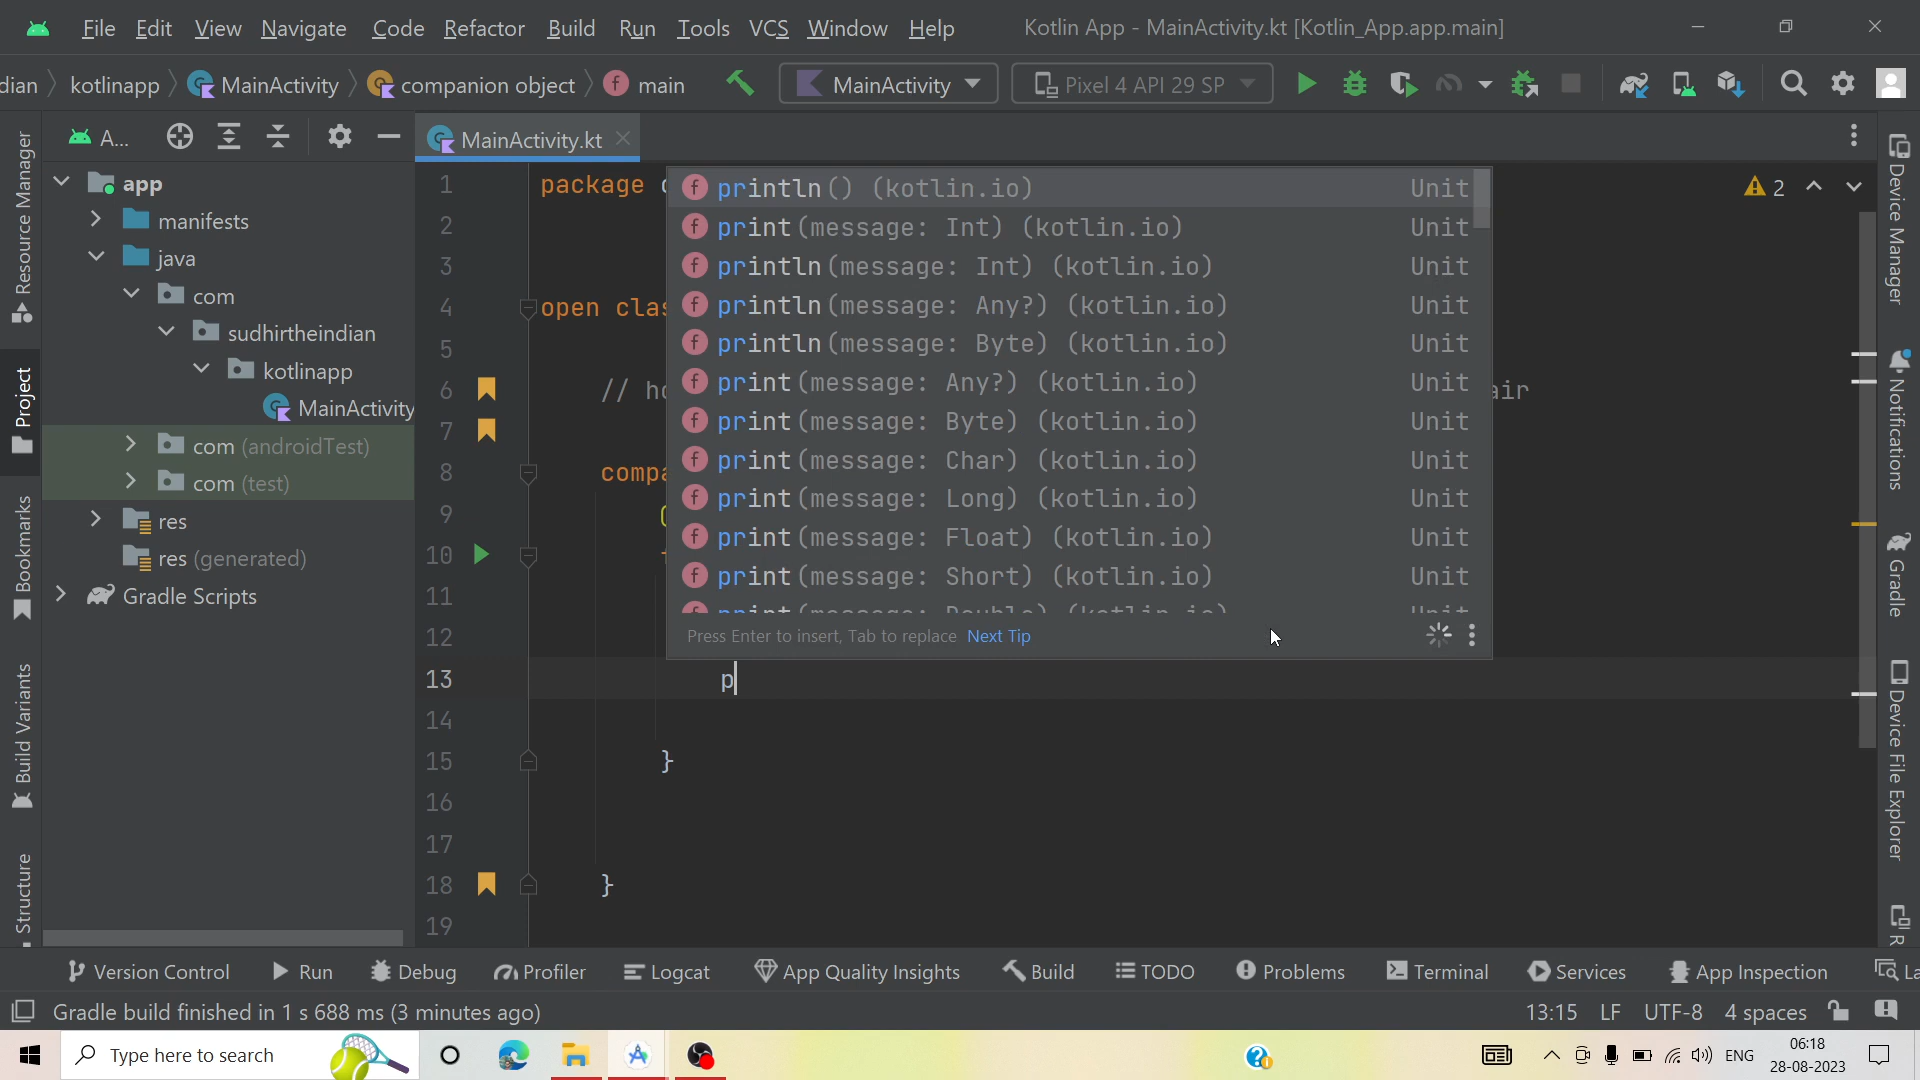 File Edit View Navigate Code Refactor Build Run Tools VCS Window Help Kotlin App - MainActivity.kt [Kotlin_App.app.main]
dian kotlinapp MainActivity companion object main MainActivity Pixel 4 API 29 SP
A... MainActivity.kt
Resource Manager
Project
Bookmarks
Build Variants
Structure
app
manifests
java
com
sudhirtheindian
kotlinapp
MainActivity
com (androidTest)
com (test)
res
res (generated)
Gradle Scripts
1 package
2
3
4 open clas
5
6 // ho air
7
8 compa
9
10
11
12
13 p
14
15 }
16
17
18 }
19
println() (kotlin.io) Unit
print(message: Int) (kotlin.io) Unit
println(message: Int) (kotlin.io) Unit
println(message: Any?) (kotlin.io) Unit
println(message: Byte) (kotlin.io) Unit
print(message: Any?) (kotlin.io) Unit
print(message: Byte) (kotlin.io) Unit
print(message: Char) (kotlin.io) Unit
print(message: Long) (kotlin.io) Unit
print(message: Float) (kotlin.io) Unit
print(message: Short) (kotlin.io) Unit
print(message: Double) (kotlin.io) Unit
Press Enter to insert, Tab to replace Next Tip
2
Device Manager
Notifications
Gradle
Device File Explorer
R
Version Control Run Debug Profiler Logcat App Quality Insights Build TODO Problems Terminal Services App Inspection La
Gradle build finished in 1 s 688 ms (3 minutes ago) 13:15 LF UTF-8 4 spaces
Type here to search ENG 06:18
28-08-2023